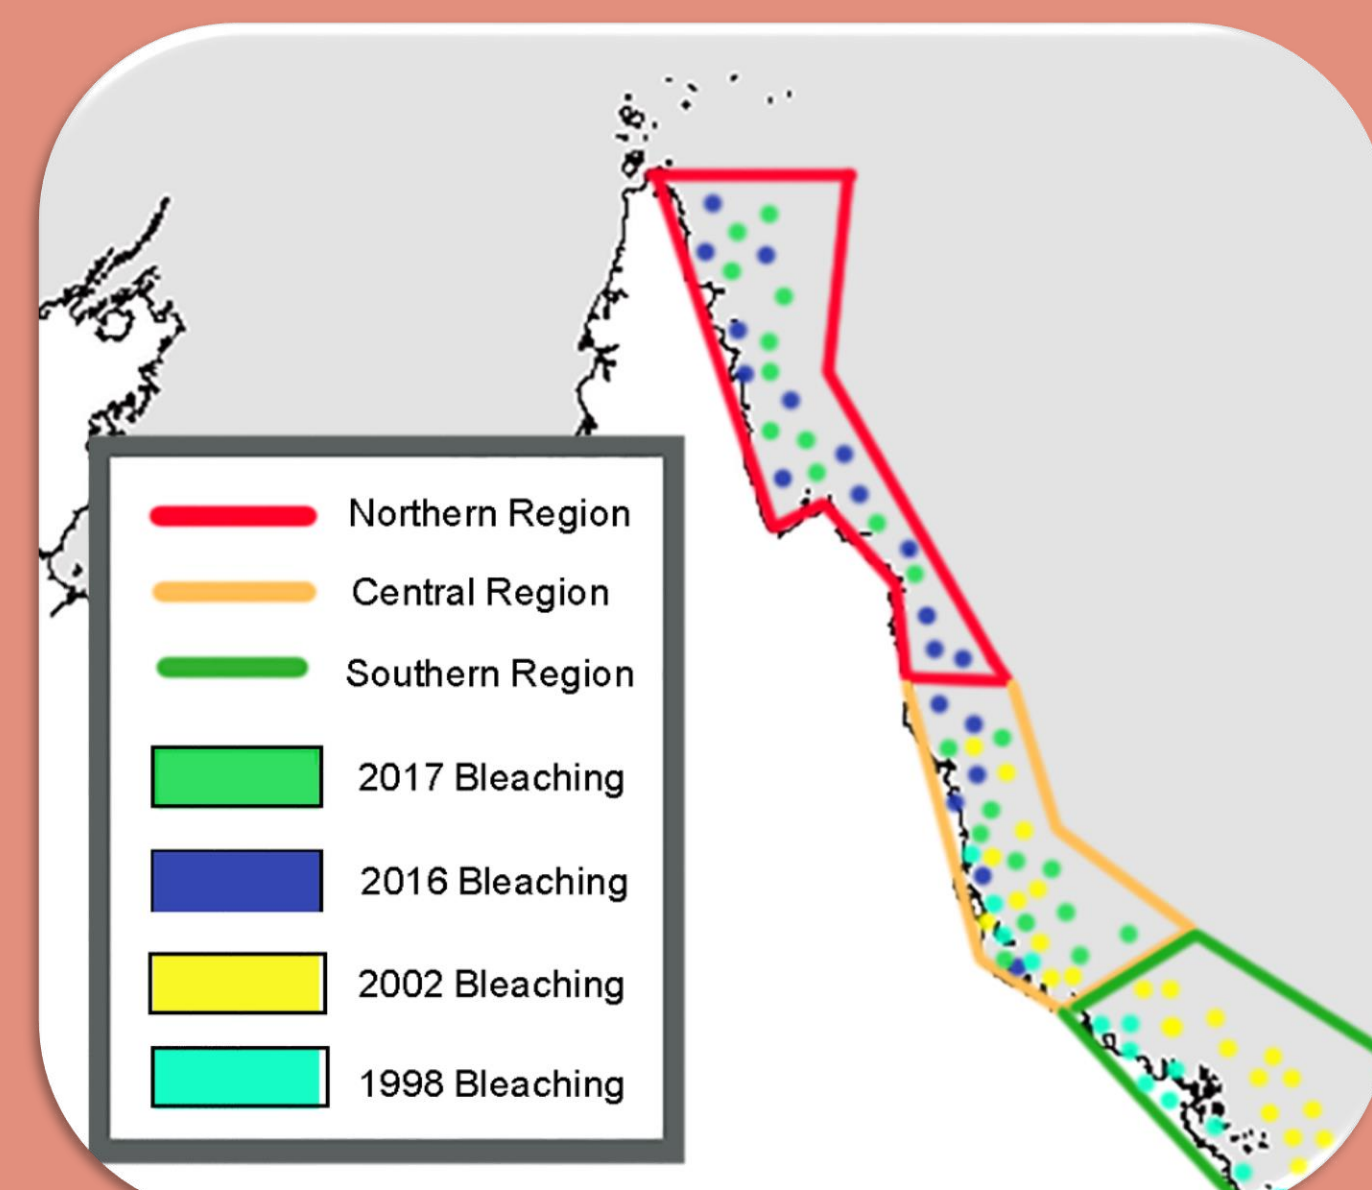 Northern Region
Central Region
Southern Region
2017 Bleaching
2016 Bleaching
2002 Bleaching
1998 Bleaching